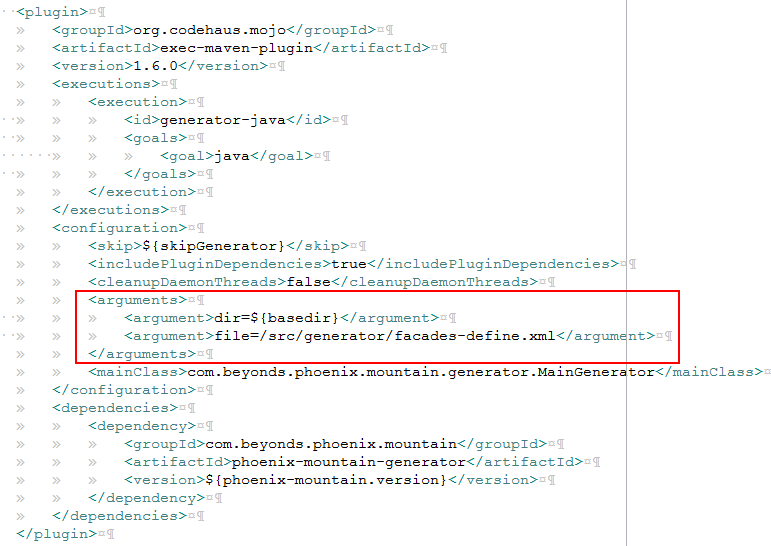 <plugin>
<groupId>org.codehaus.mojo</groupId>
<artifactId>exec-maven-plugin</artifactId>
<version>1.6.0</version>
<executions>
<execution>
<id>generator-java</id>
<goals>
<goal>java</goal>
</goals>
</execution>
</executions>
<configuration>
<skip>${skipGenerator}</skip>
<includePluginDependencies>true</includePluginDependencies>
<cleanupDaemonThreads>false</cleanupDaemonThreads>
<arguments>
<argument>dir=${basedir}</argument>
<argument>file=/src/generator/facades-define.xml</argument>
</arguments>
<mainClass>com.beyonds.phoenix.mountain.generator.MainGenerator</mainClass>
</configuration>
<dependencies>
<dependency>
<groupId>com.beyonds.phoenix.mountain</groupId>
<artifactId>phoenix-mountain-generator</artifactId>
<version>${phoenix-mountain.version}</version>
</dependency>
</dependencies>
</plugin>